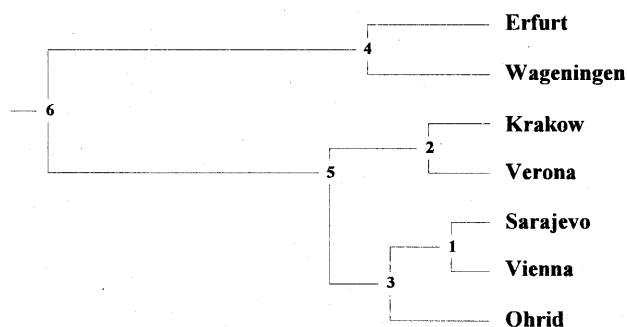 Erfurt
4
Wageningen
6
Krakow
2
Verona
5
Sarajevo
1
Vienna
3
Ohrid